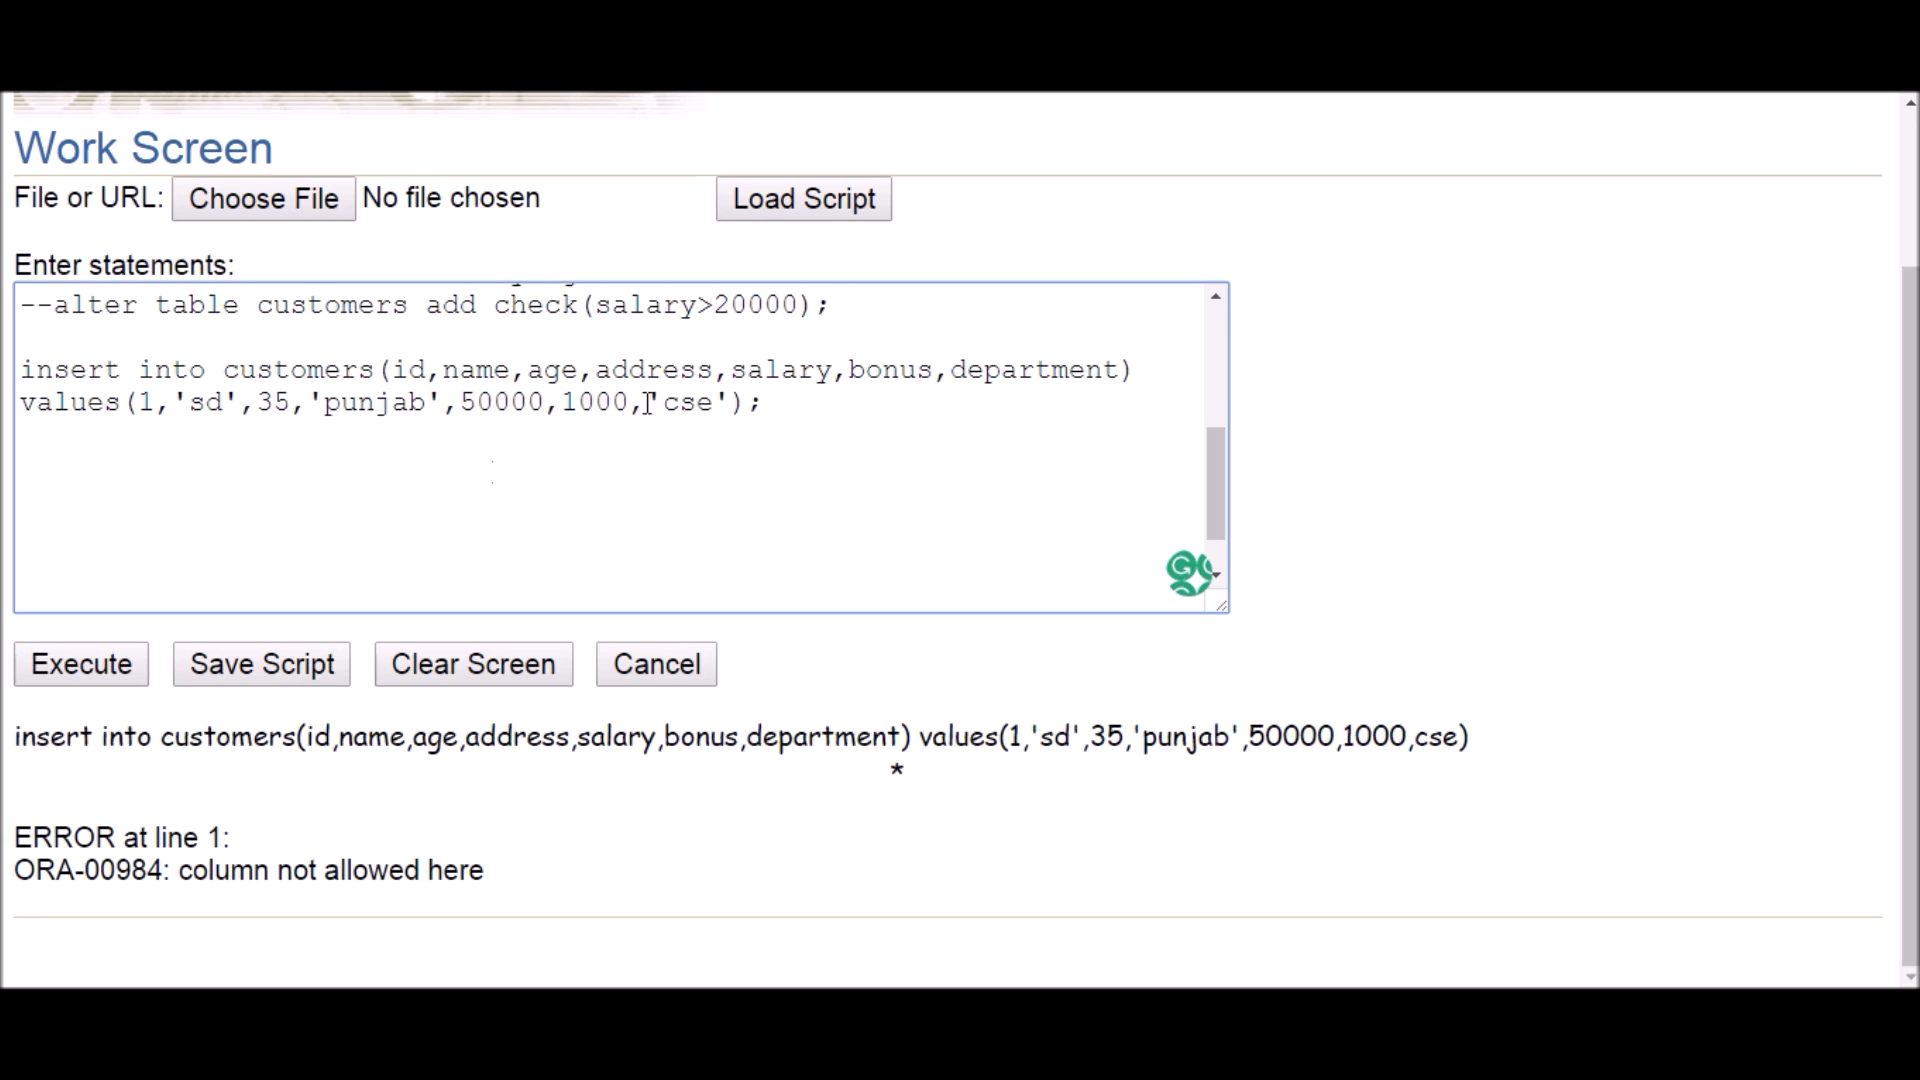 Work Screen
File or URL: Choose File No file chosen Load Script
Enter statements:
--alter table customers add check(salary>20000);
insert into customers(id,name,age,address,salary,bonus,department)
values(1,'sd',35,'punjab',50000,1000,'cse');
Execute Save Script Clear Screen Cancel
insert into customers(id,name,age,address,salary,bonus,department) values(1,'sd',35,'punjab',50000,1000,cse)
*
ERROR at line 1:
ORA-00984: column not allowed here